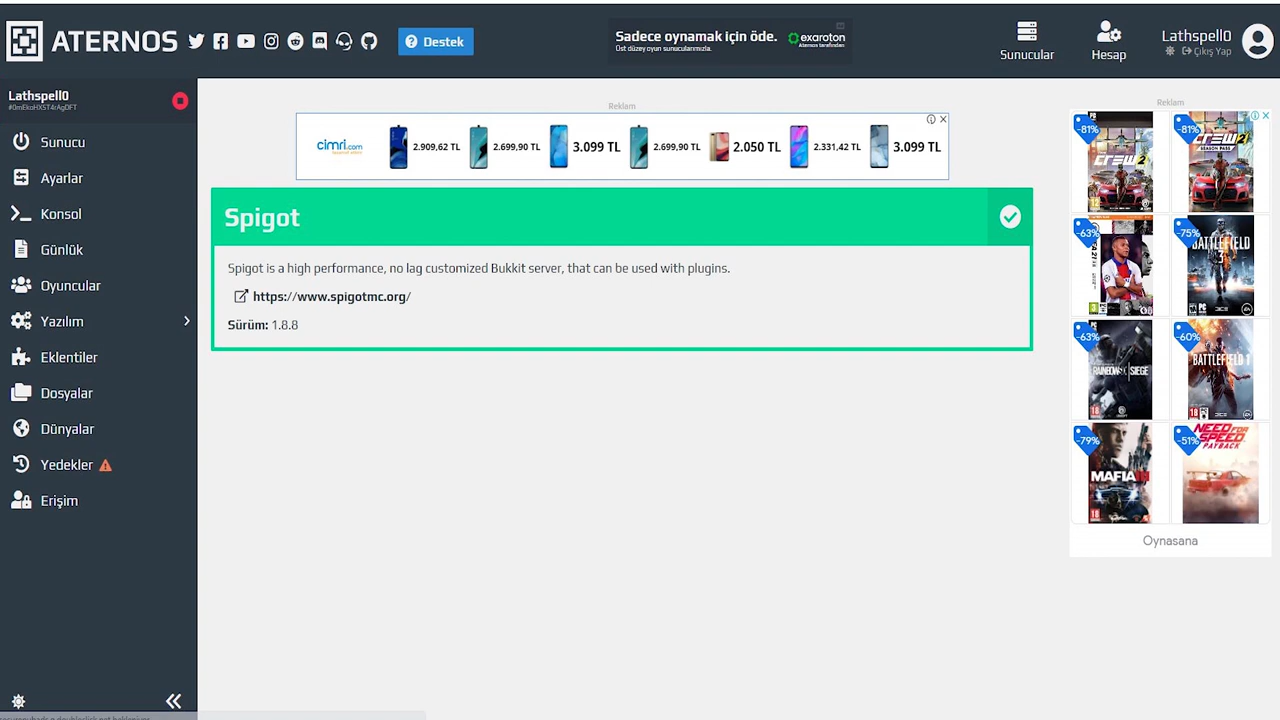 ATERNOS
Destek
Sadece oynamak için öde.
Üst düzey oyun sunucularımızla.
exaroton
Aternos tarafından
Sunucular
Hesap
Lathspell0
Çıkış Yap
Lathspell0
Sunucu
Ayarlar
Konsol
Günlük
Oyuncular
Yazılım
Eklentiler
Dosyalar
Dünyalar
Yedekler
Erişim
Reklam
cimri.com
2.909,62 TL
2.699,90 TL
3.099 TL
2.699,90 TL
2.050 TL
2.331,42 TL
3.099 TL
Spigot
Spigot is a high performance, no lag customized Bukkit server, that can be used with plugins.
https://www.spigotmc.org/
Sürüm: 1.8.8
Reklam
-81%
CREW 2
-81%
CREW 2
SEASON PASS
-63%
-75%
BATTLEFIELD
3
-63%
RAINBOW SIEGE
-60%
BATTLEFIELD 1
-79%
MAFIA III
-51%
NEED FOR
SPEED
PAYBACK
Oynasana